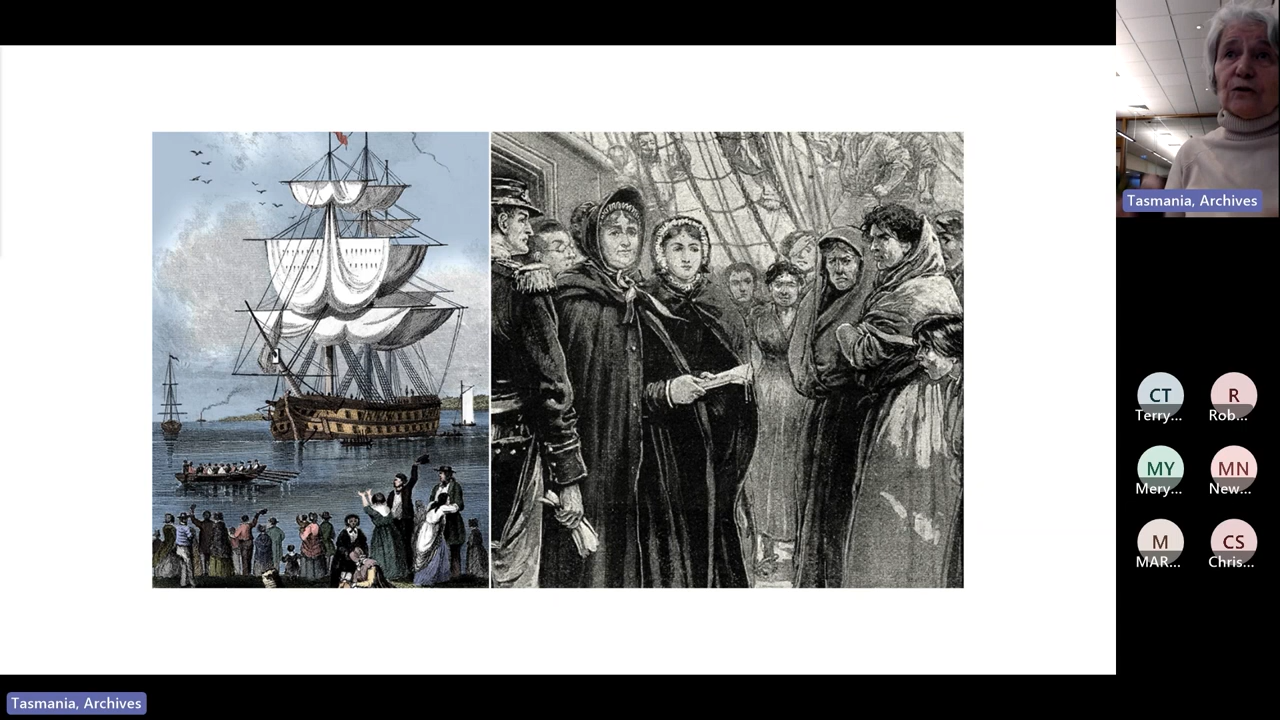 Tasmania, Archives
CT
R
Terry...
Rob...
MY
MN
Mery...
New...
M
CS
MAR...
Chris...
Tasmania, Archives